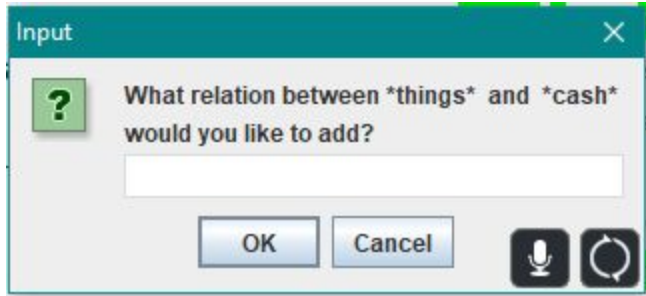 Input
What relation between *things* and *cash*
would you like to add?
OK Cancel